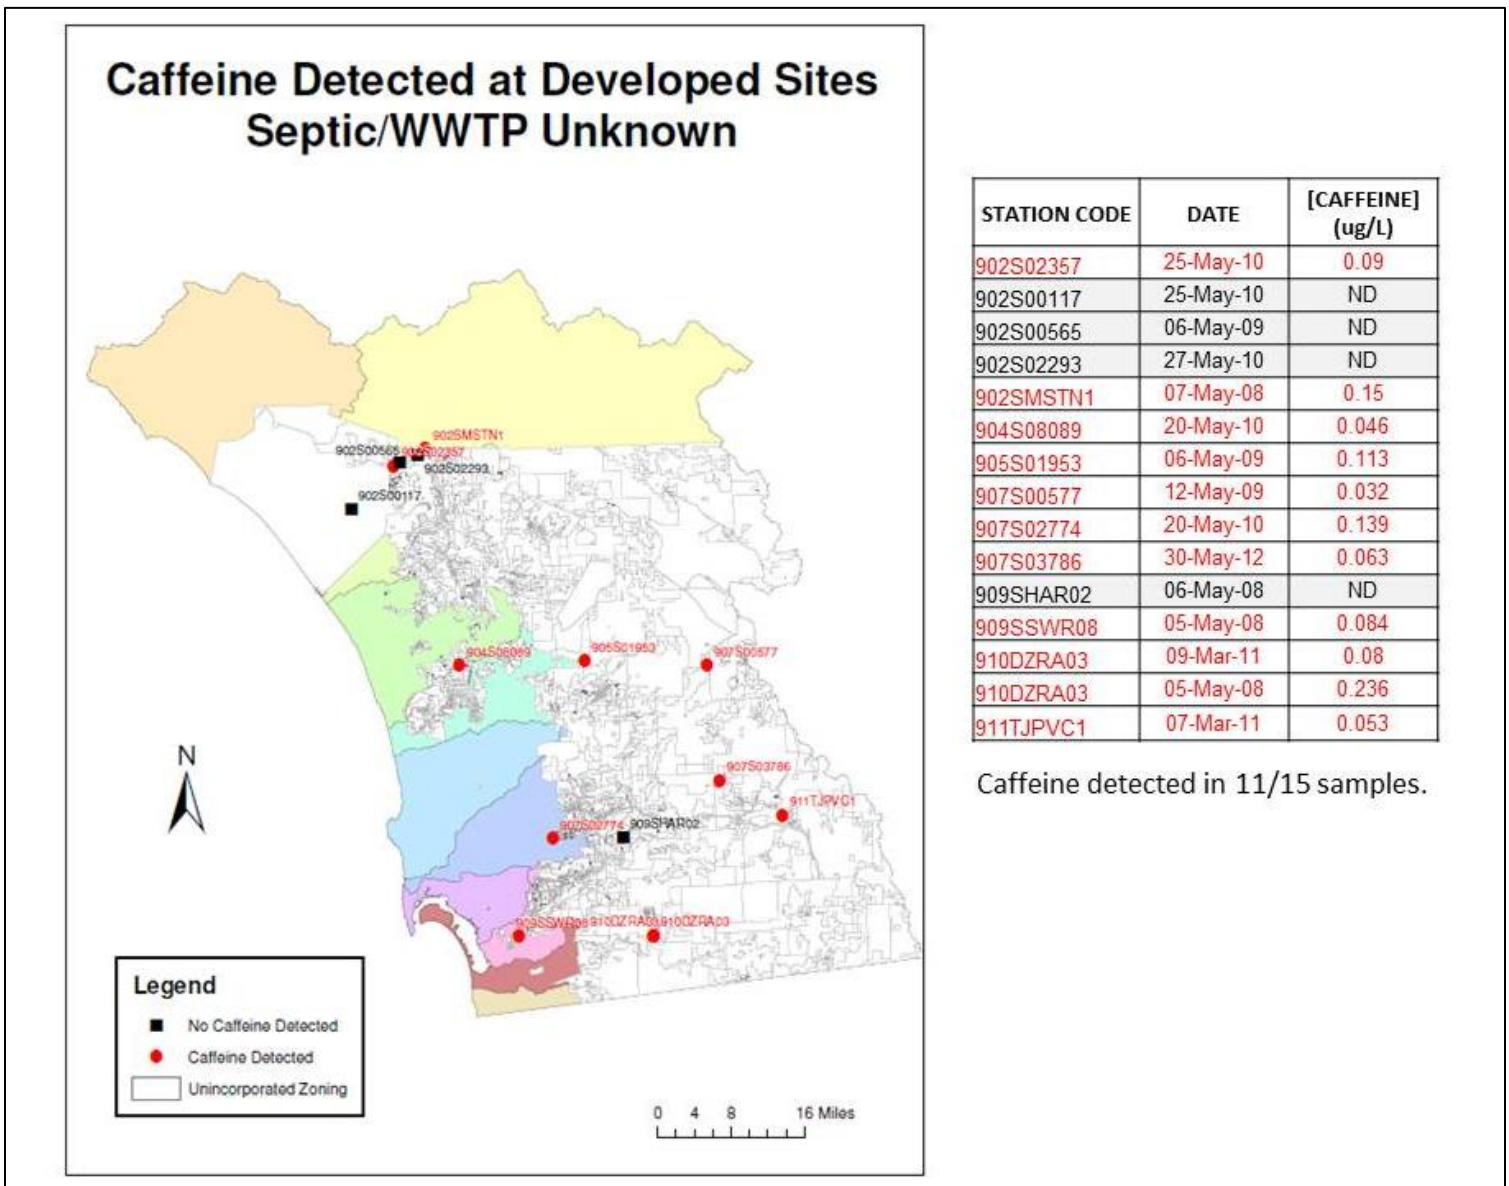 Caffeine Detected at Developed Sites
Septic/WWTP Unknown
902SMSTN1
902S00565
902S02357
902S02293
902S00117
904S08089
905S01953
907S00577
N
907S03786
911TJPVC1
907S02774
909SHAR02
909SSWR08
910DZRA03
910DZRA03
Legend
No Caffeine Detected
Caffeine Detected
Unincorporated Zoning
0 4 8 16 Miles
STATION CODE DATE [CAFFEINE] (ug/L)
902S02357 25-May-10 0.09
902S00117 25-May-10 ND
902S00565 06-May-09 ND
902S02293 27-May-10 ND
902SMSTN1 07-May-08 0.15
904S08089 20-May-10 0.046
905S01953 06-May-09 0.113
907S00577 12-May-09 0.032
907S02774 20-May-10 0.139
907S03786 30-May-12 0.063
909SHAR02 06-May-08 ND
909SSWR08 05-May-08 0.084
910DZRA03 09-Mar-11 0.08
910DZRA03 05-May-08 0.236
911TJPVC1 07-Mar-11 0.053
Caffeine detected in 11/15 samples.